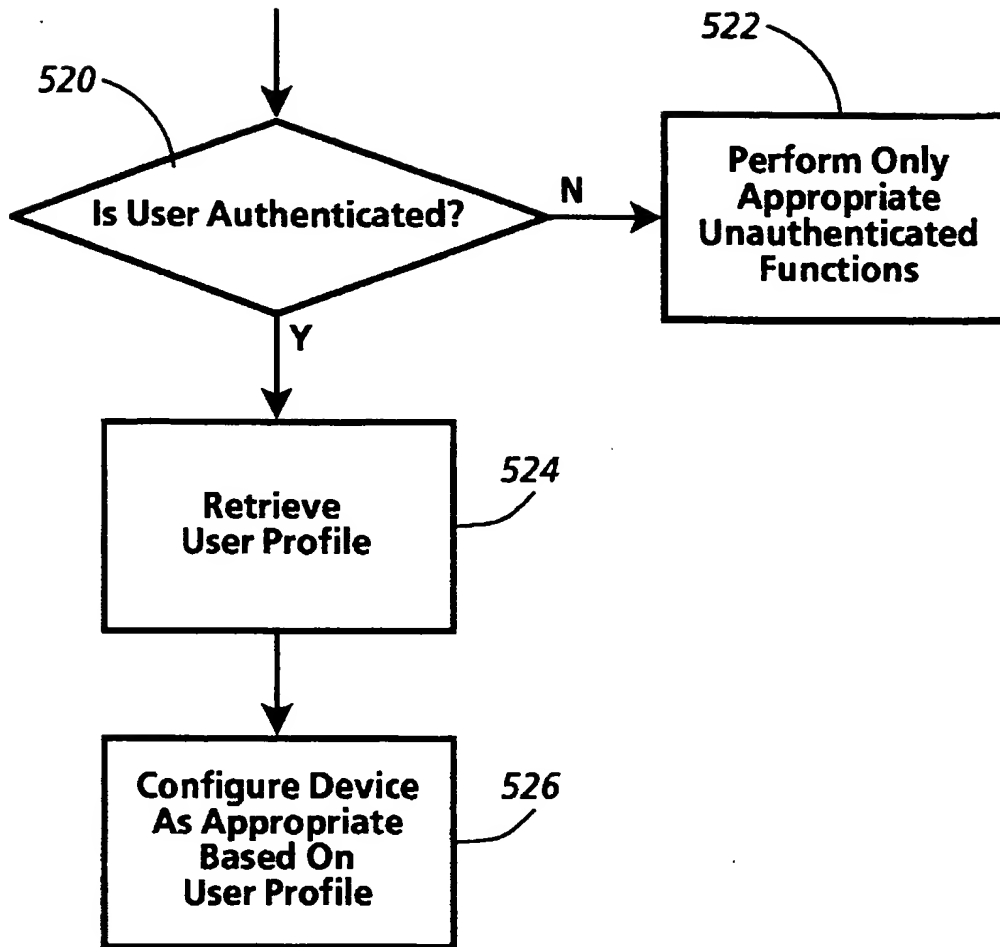 522
520
Is User Authenticated?
N
Perform Only
Appropriate
Unauthenticated
Functions
Y
Retrieve
User Profile
524
Configure Device
As Appropriate
Based On
User Profile
526